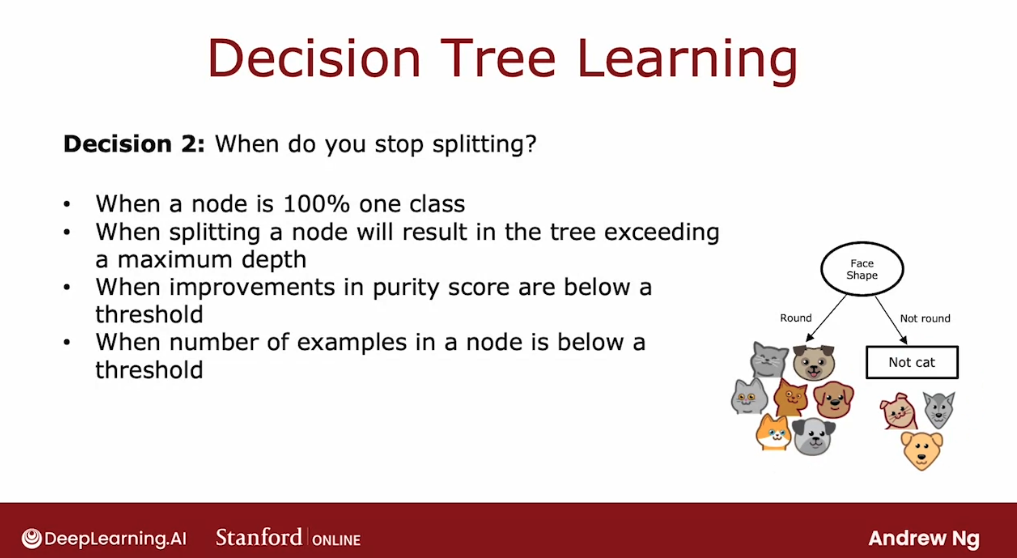 Decision Tree Learning
Decision 2: When do you stop splitting?
• When a node is 100% one class
• When splitting a node will result in the tree exceeding
a maximum depth
• When improvements in purity score are below a
threshold
• When number of examples in a node is below a
threshold
Face
Shape
Round
Not round
Not cat
DeepLearning.AI
Stanford | ONLINE
Andrew Ng